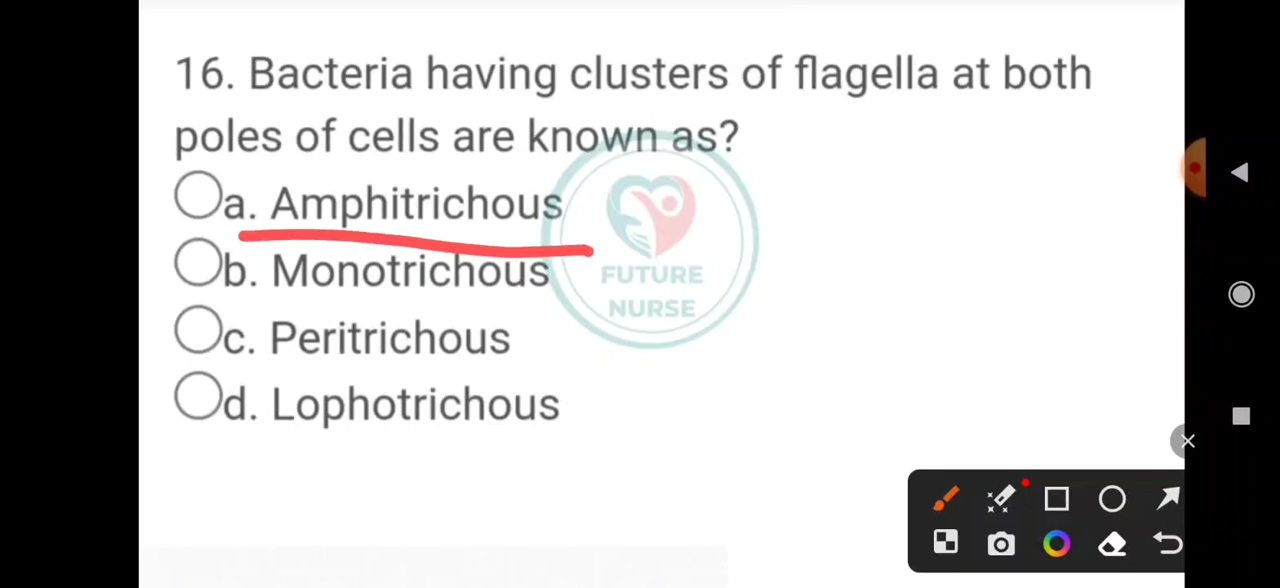 16. Bacteria having clusters of flagella at both
poles of cells are known as?
a. Amphitrichous
b. Monotrichous
c. Peritrichous
d. Lophotrichous
FUTURE
NURSE